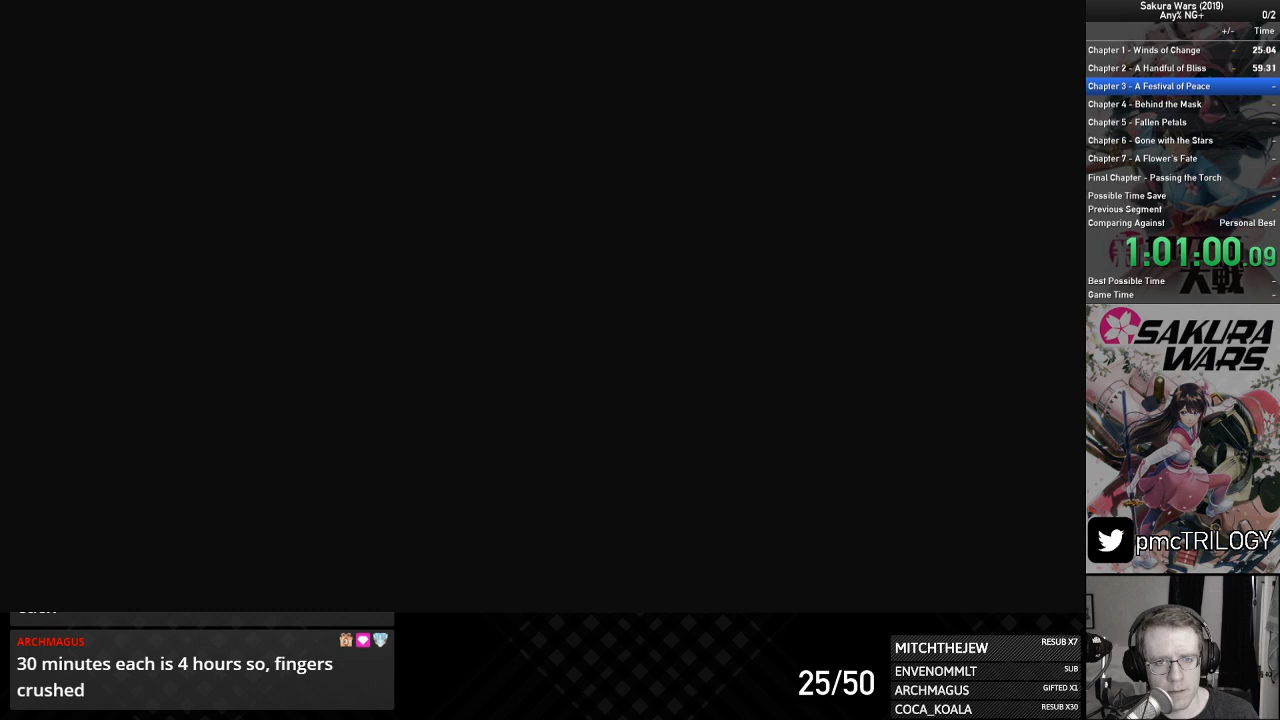 Sakura Wars (2019)
Any% NG+ 0/2
+/- Time
Chapter 1 - Winds of Change - 25.04
Chapter 2 - A Handful of Bliss - 59:31
Chapter 3 - A Festival of Peace -
Chapter 4 - Behind the Mask -
Chapter 5 - Fallen Petals -
Chapter 6 - Gone with the Stars -
Chapter 7 - A Flower's Fate -
Final Chapter - Passing the Torch -
Possible Time Save -
Previous Segment -
Comparing Against Personal Best
1:01:00.09
大戦
Best Possible Time -
Game Time -
SAKURA
WARS
pmcTRILOGY
ARCHMAGUS
30 minutes each is 4 hours so, fingers
crushed
25/50
MITCHTHEJEW RESUB X7
ENVENOMMLT SUB
ARCHMAGUS GIFTED X1
COCA_KOALA RESUB X30